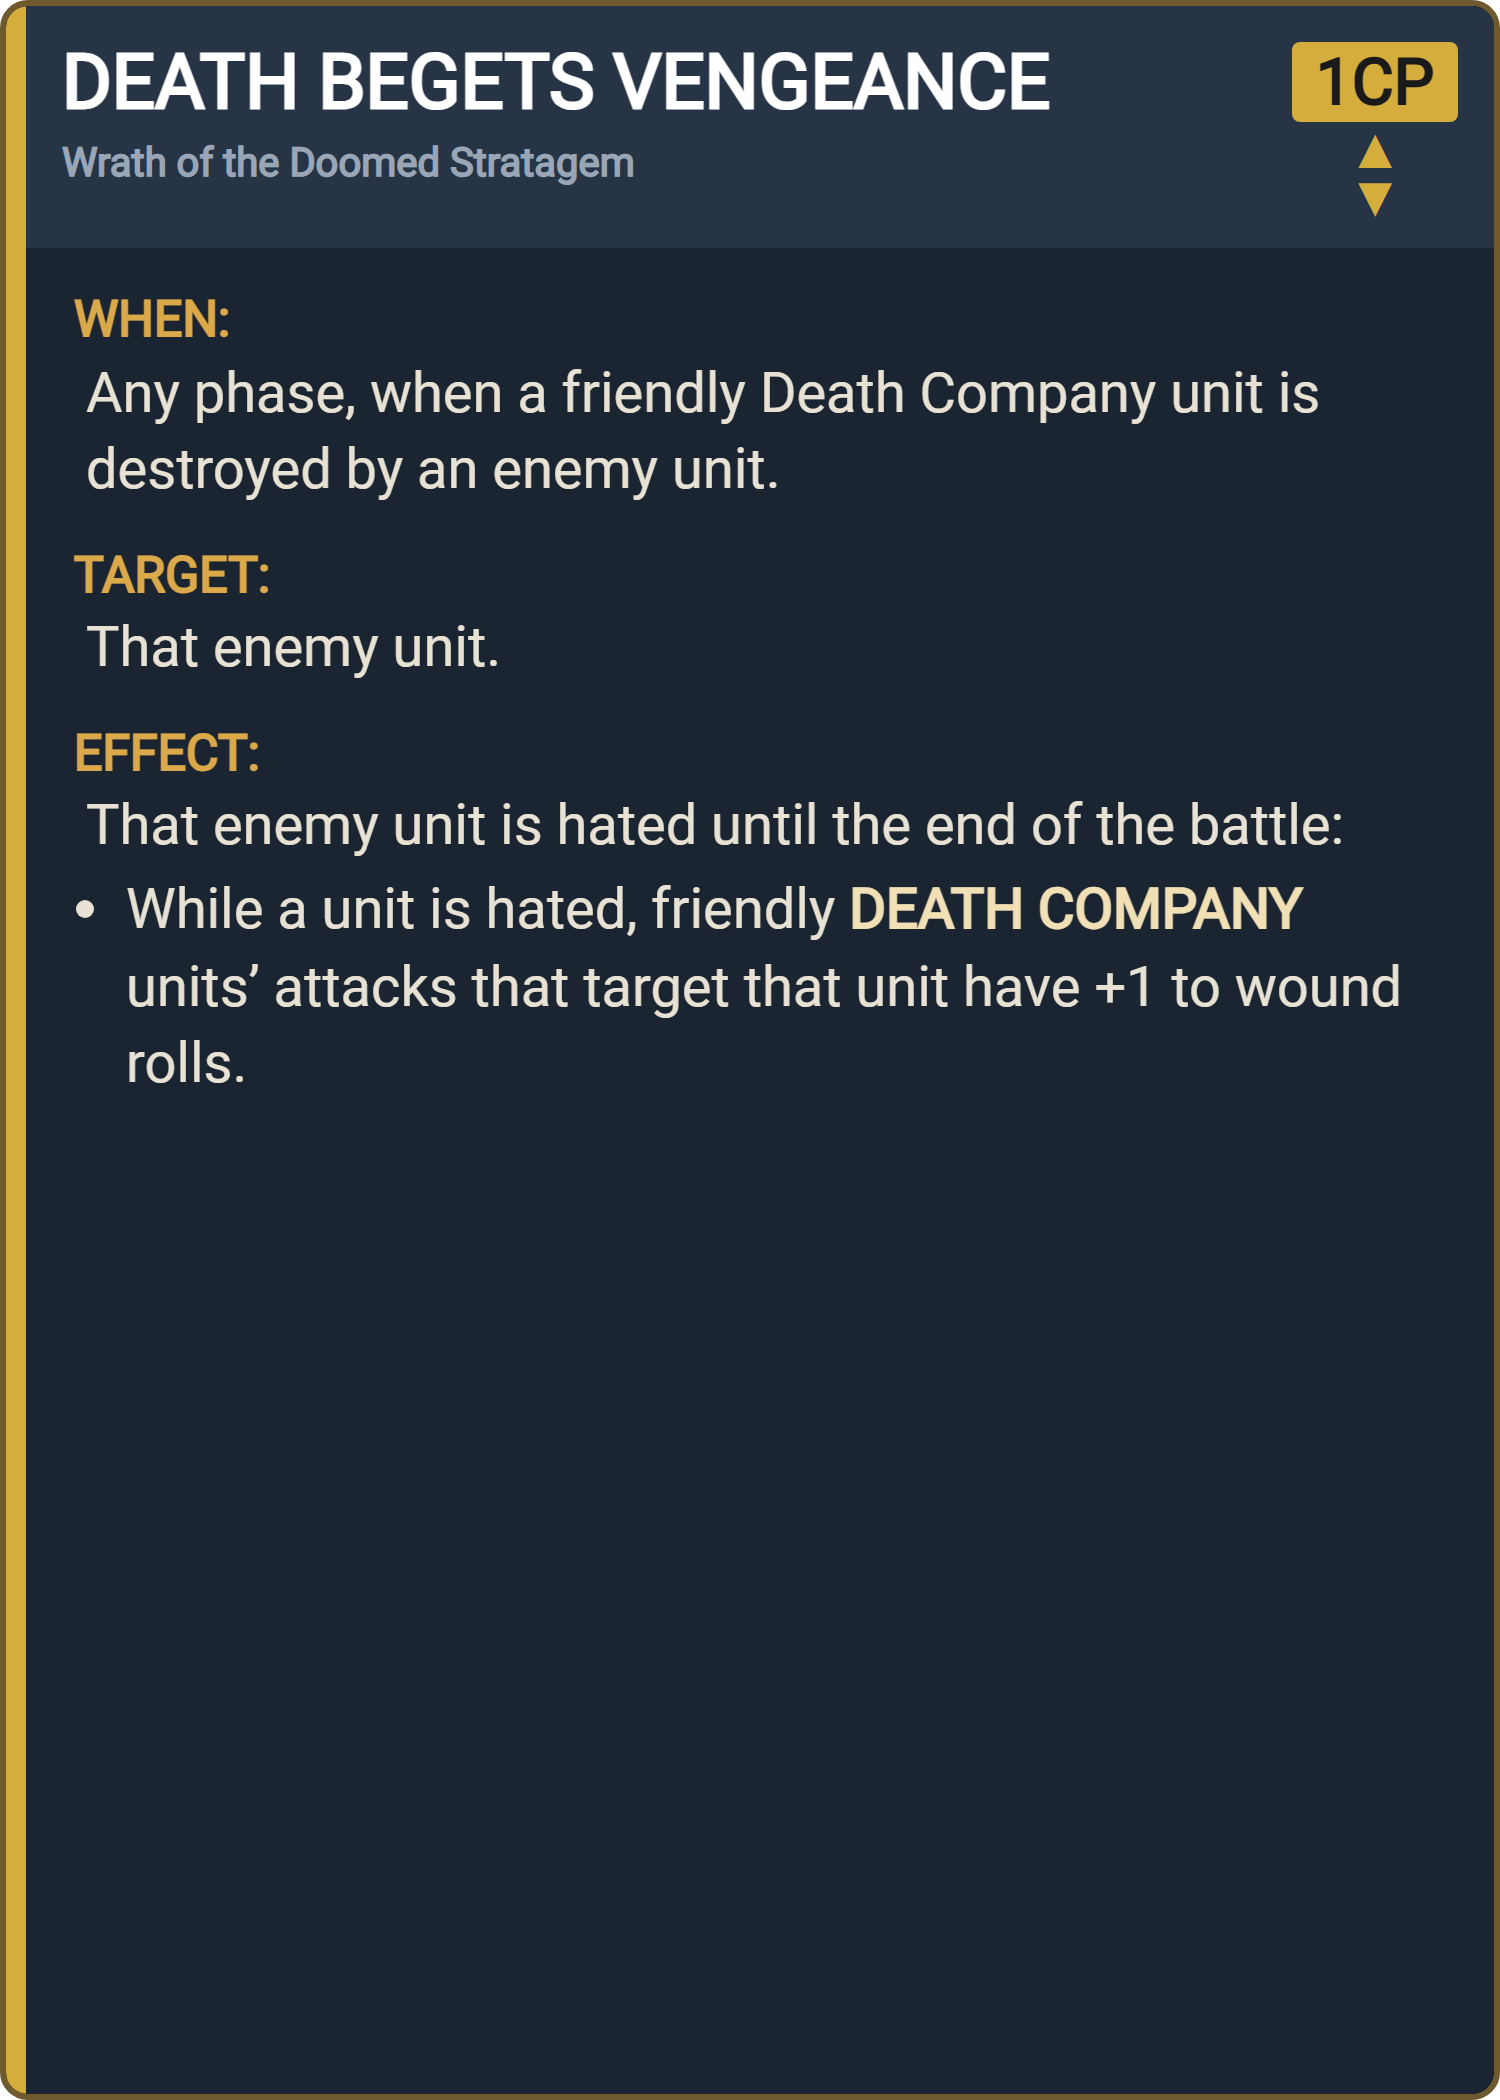 DEATH BEGETS VENGEANCE
1CP
Wrath of the Doomed Stratagem
▲
▼
WHEN:
Any phase, when a friendly Death Company unit is
destroyed by an enemy unit.
TARGET:
That enemy unit.
EFFECT:
That enemy unit is hated until the end of the battle:
• While a unit is hated, friendly DEATH COMPANY
units’ attacks that target that unit have +1 to wound
rolls.